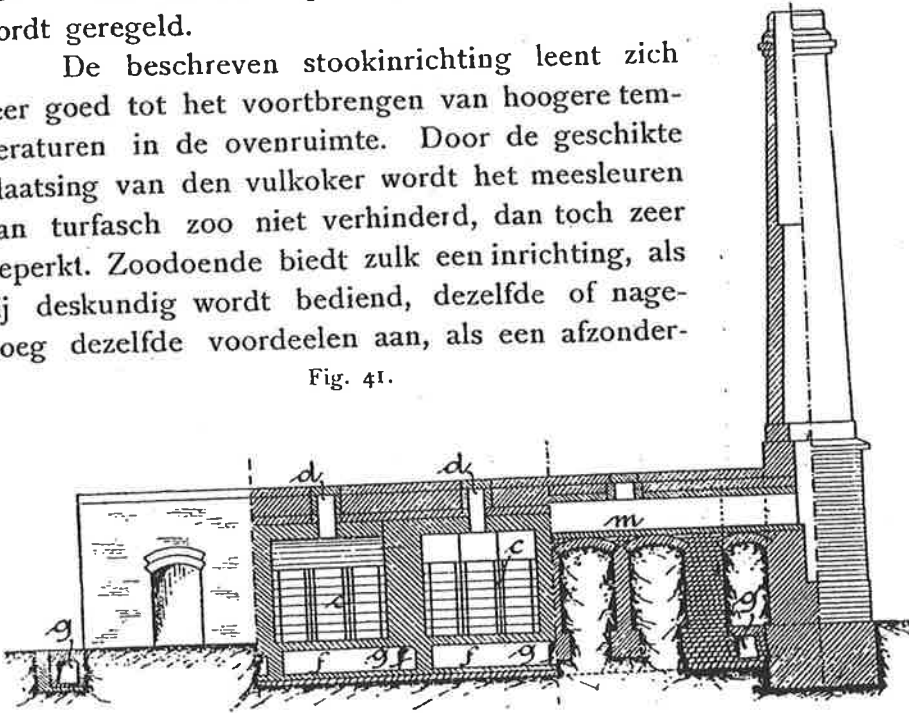 ordt geregeld.
De beschreven stookinrichting leent zich
eer goed tot het voortbrengen van hoogere tem-
eraturen in de ovenruimte. Door de geschikte
laatsing van den vulkoker wordt het meesleuren
an turfasch zoo niet verhinderd, dan toch zeer
eperkt. Zoodoende biedt zulk een inrichting, als
ij deskundig wordt bediend, dezelfde of nage-
oeg dezelfde voordeelen aan, als een afzonder-
Fig. 41.
d d
m
c c
g g
f g f f g